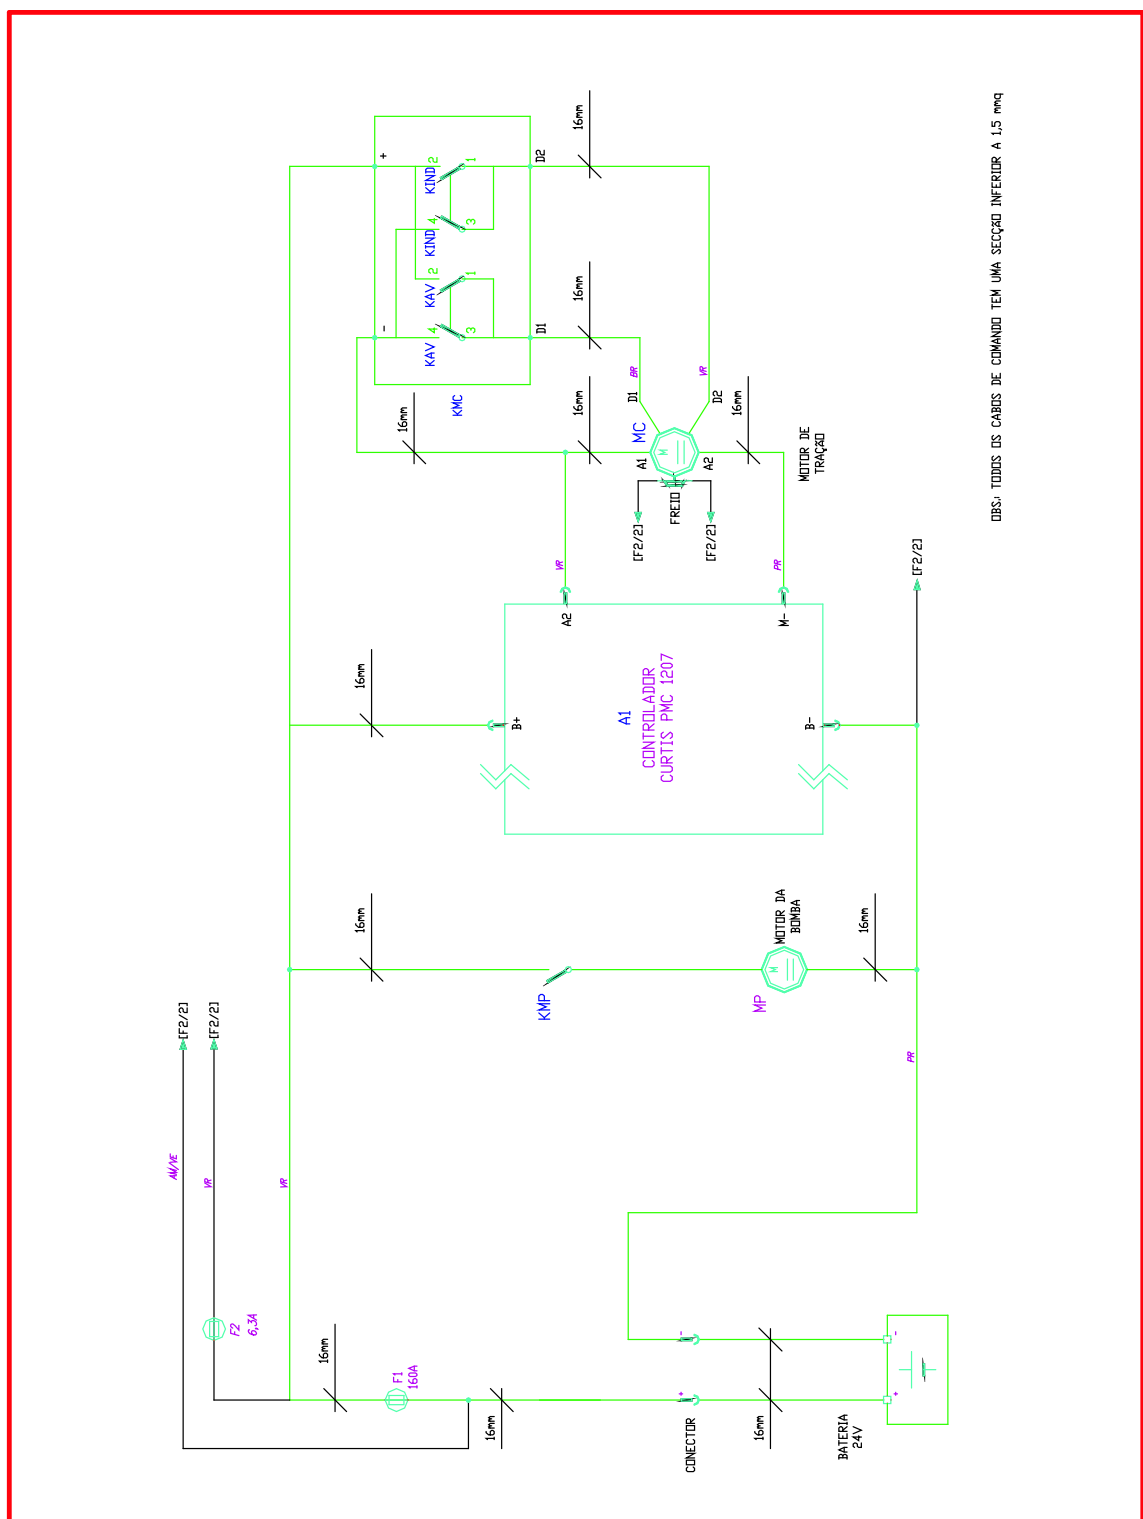 AM/VE
[F2/2]
VR
[F2/2]
F2
6,3A
VR
16mm
16mm
16mm
- +
F1
160A
16mm
KAV 4 KAV 2 KIND 4 KIND 2
3 1 3 1
KMC
16mm
B+
D1 D2
KMP
VR
A2
16mm
16mm
16mm
A1
CONTROLADOR
CURTIS PMC 1207
BR
D1
[F2/2]
MC
A1
M
FREIO
+ -
CONECTOR
VR
A2
D2
[F2/2]
16mm
16mm
MP
M
MOTOR DA
BOMBA
PR
M-
MOTOR DE
TRAÇÃO
B-
BATERIA
24V
16mm
+ -
PR
[F2/2]
OBS.: TODOS OS CABOS DE COMANDO TEM UMA SECÇÃO INFERIOR A 1,5 mmq